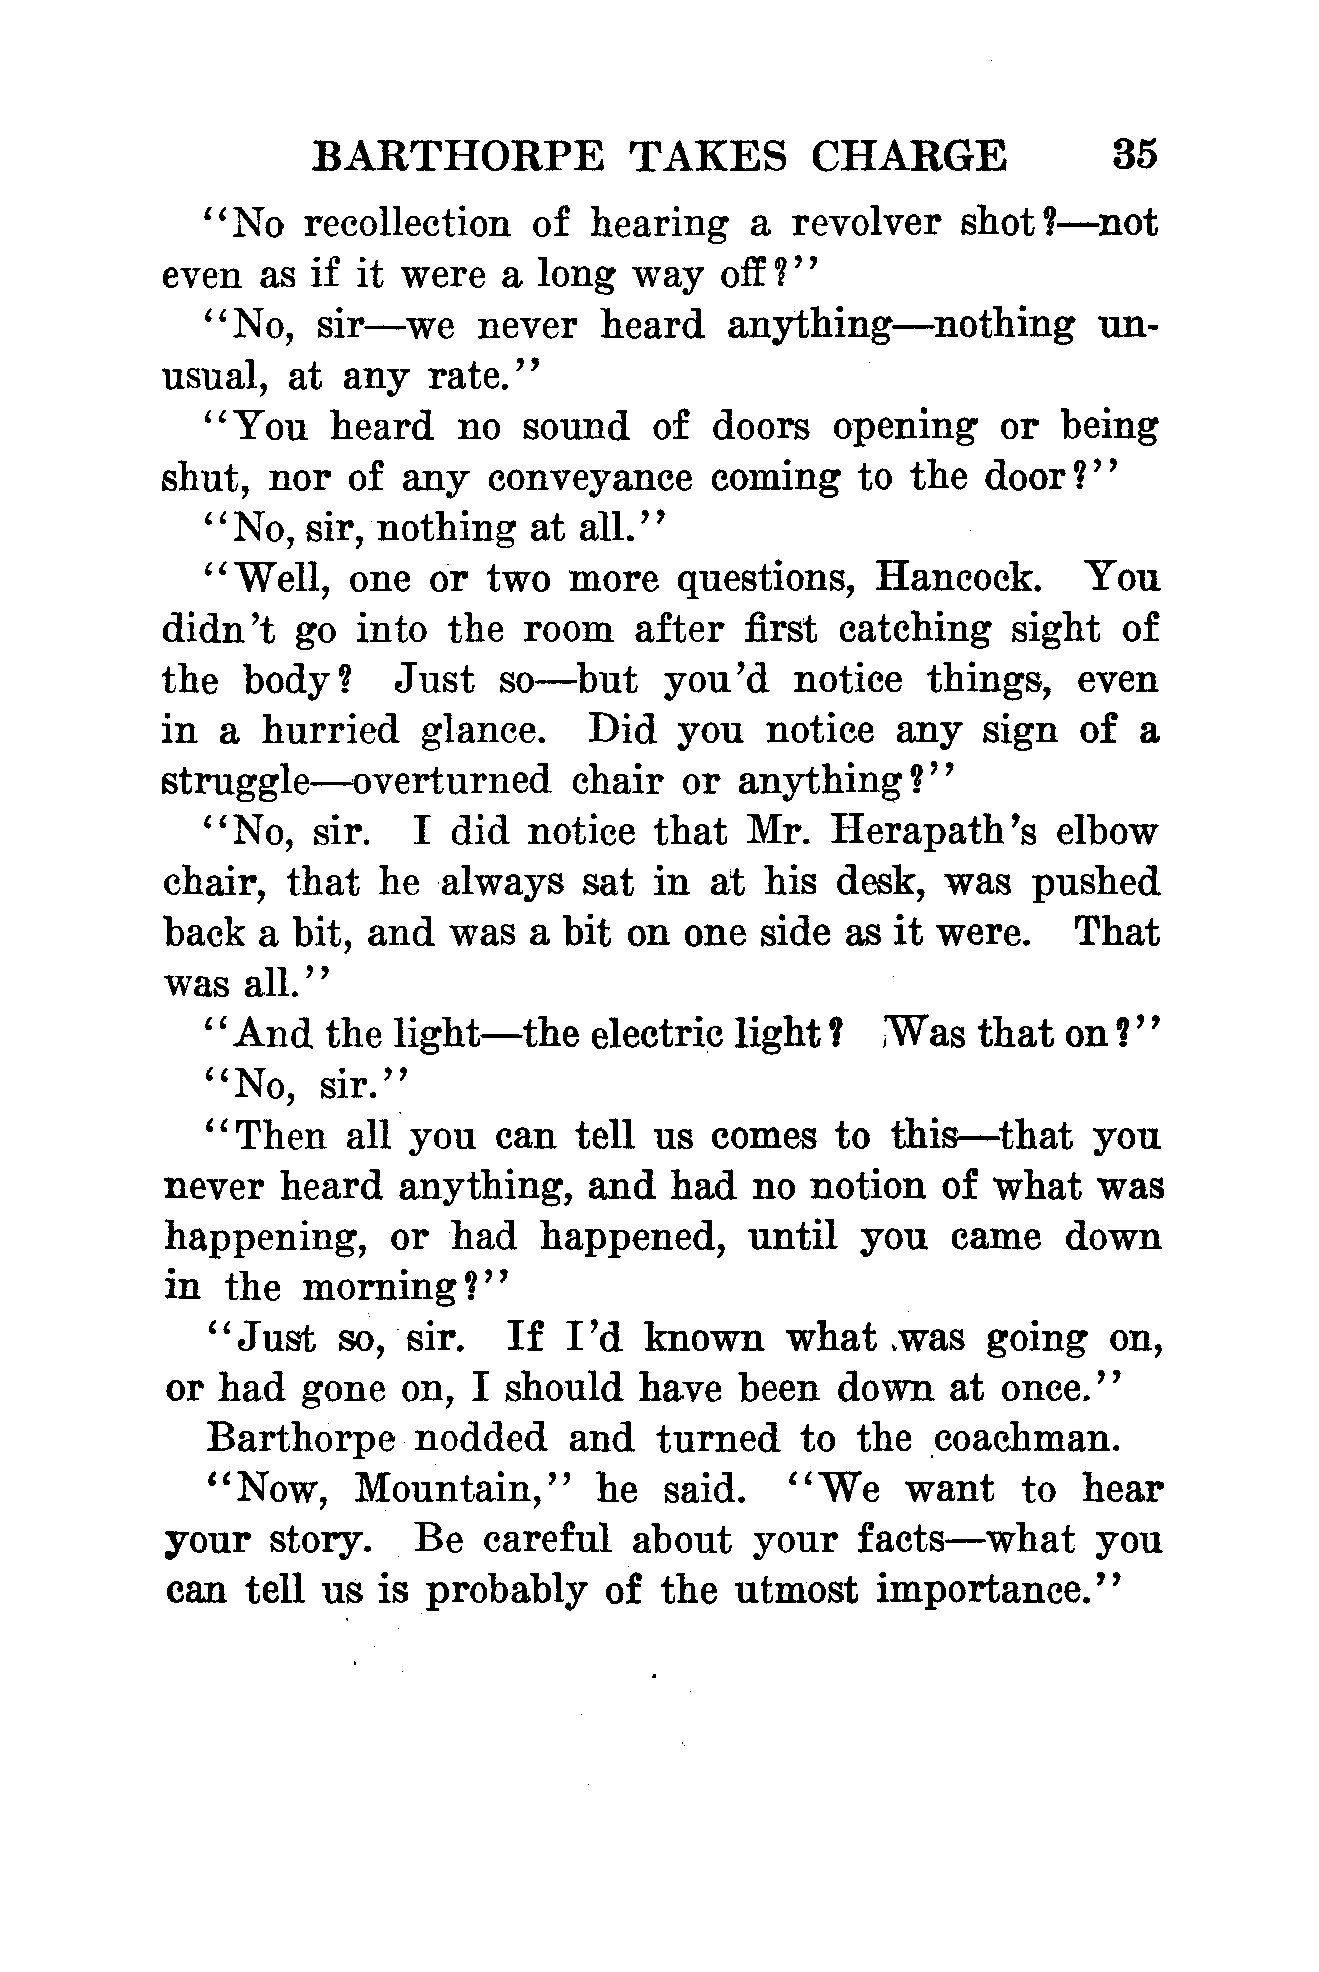 BARTHORPE TAKES CHARGE 35
"No recollection of hearing a revolver shot?—not
even as if it were a long way off?"
"No, sir—we never heard anything—nothing un-
usual, at any rate."
"You heard no sound of doors opening or being
shut, nor of any conveyance coming to the door?"
"No, sir, nothing at all."
"Well, one or two more questions, Hancock. You
didn't go into the room after first catching sight of
the body? Just so—but you'd notice things, even
in a hurried glance. Did you notice any sign of a
struggle—overturned chair or anything?"
"No, sir. I did notice that Mr. Herapath's elbow
chair, that he always sat in at his desk, was pushed
back a bit, and was a bit on one side as it were. That
was all."
"And the light—the electric light? Was that on?"
"No, sir."
"Then all you can tell us comes to this—that you
never heard anything, and had no notion of what was
happening, or had happened, until you came down
in the morning?"
"Just so, sir. If I'd known what was going on,
or had gone on, I should have been down at once."
Barthorpe nodded and turned to the coachman.
"Now, Mountain," he said. "We want to hear
your story. Be careful about your facts—what you
can tell us is probably of the utmost importance."